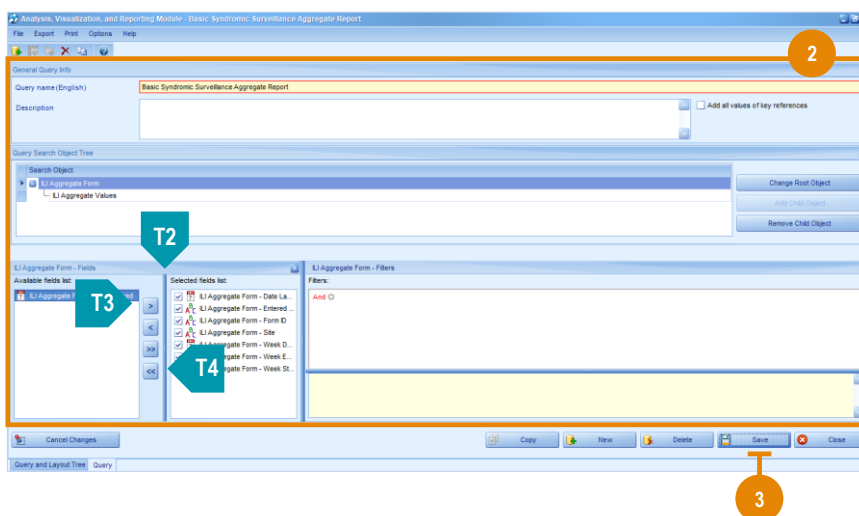 Analysis, Visualization, and Reporting Module - Basic Syndromic Surveillance Aggregate Report
File Export Print Options Help
2
General Query Info
Query name (English) Basic Syndromic Surveillance Aggregate Report
Description Add all values of key references
Query Search Object Tree
Search Object
ILI Aggregate Form
ILI Aggregate Values
Change Root Object
Add Child Object
Remove Child Object
T2
ILI Aggregate Form - Fields
Available fields list:
ILI Aggregate
T3
>
<
>>
<<
Selected fields list:
ILI Aggregate Form - Date La...
ILI Aggregate Form - Entered ...
ILI Aggregate Form - Form ID
ILI Aggregate Form - Site
ILI Aggregate Form - Week D...
Aggregate Form - Week E...
egate Form - Week St...
T4
ILI Aggregate Form - Filters
Filters:
And
Cancel Changes Copy New Delete Save Close
Query and Layout Tree Query
3